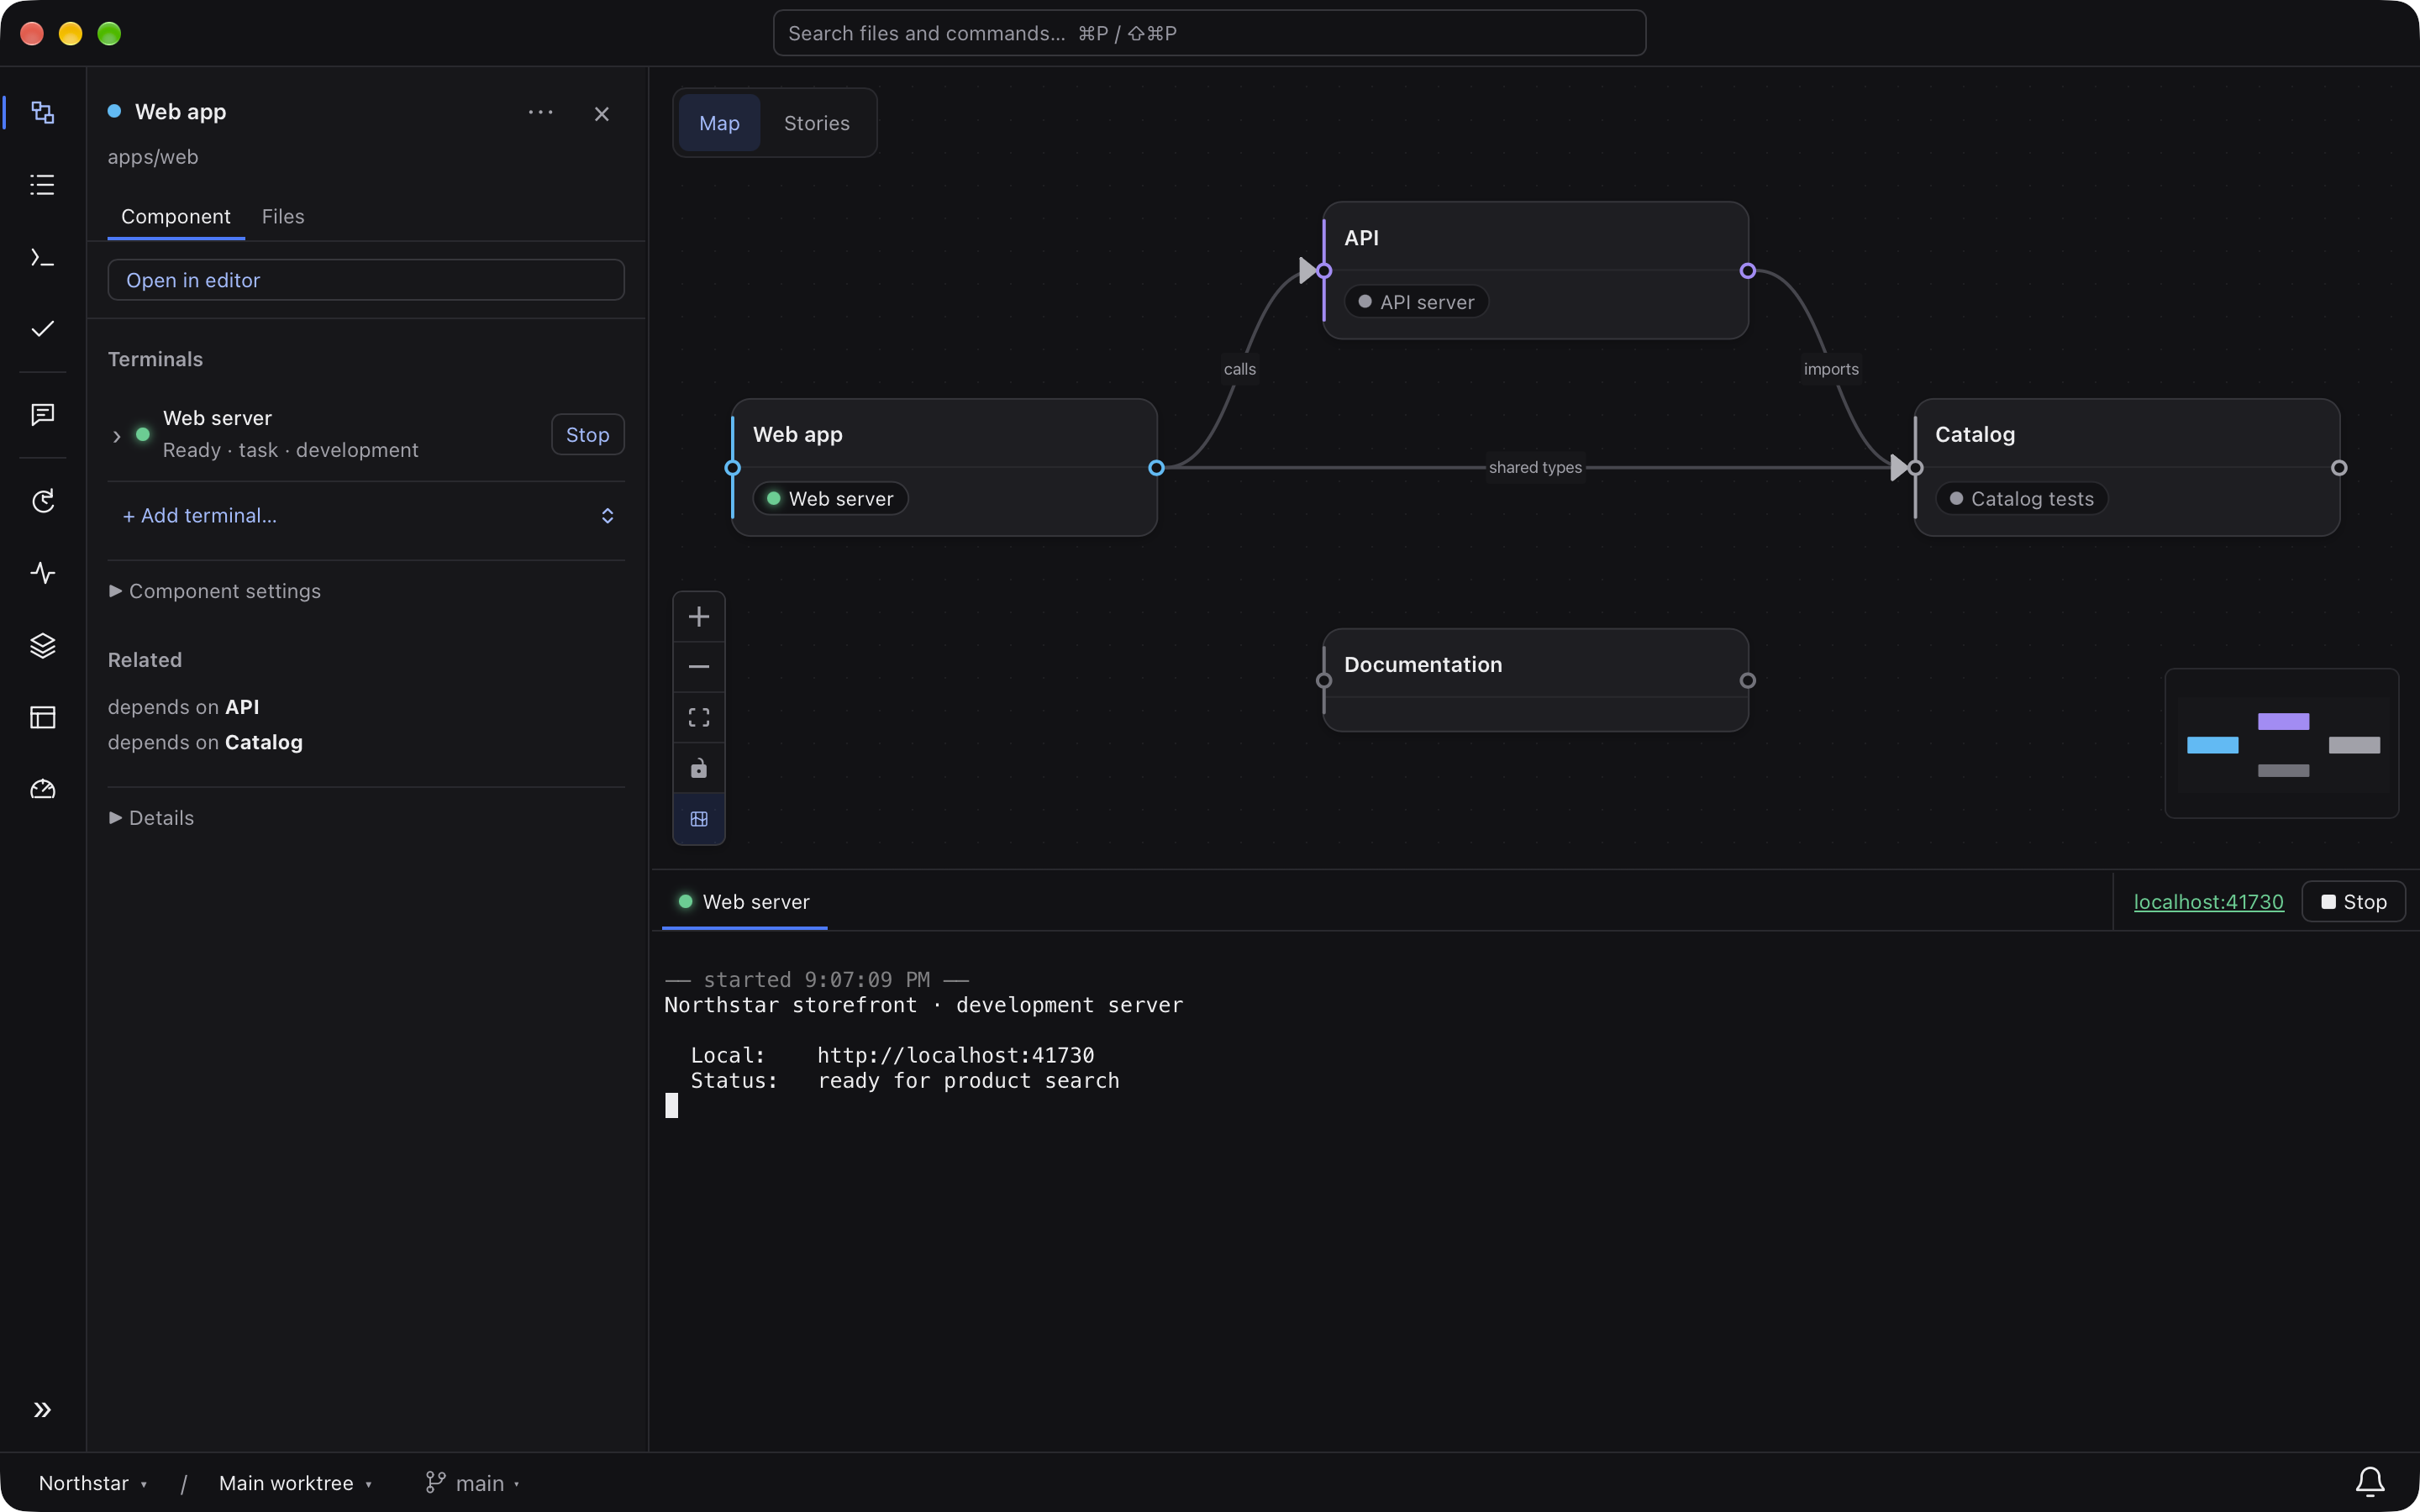 Search files and commands... ⌘P / ⇧⌘P
Web app
apps/web
Component Files
Open in editor
Terminals
Web server
Ready · task · development
Stop
+ Add terminal...
Component settings
Related
depends on API
depends on Catalog
Details
Map Stories
API
API server
calls
imports
Web app
Web server
shared types
Catalog
Catalog tests
Documentation
Web server
localhost:41730
Stop
—— started 9:07:09 PM ——
Northstar storefront · development server
Local: http://localhost:41730
Status: ready for product search
Northstar / Main worktree main